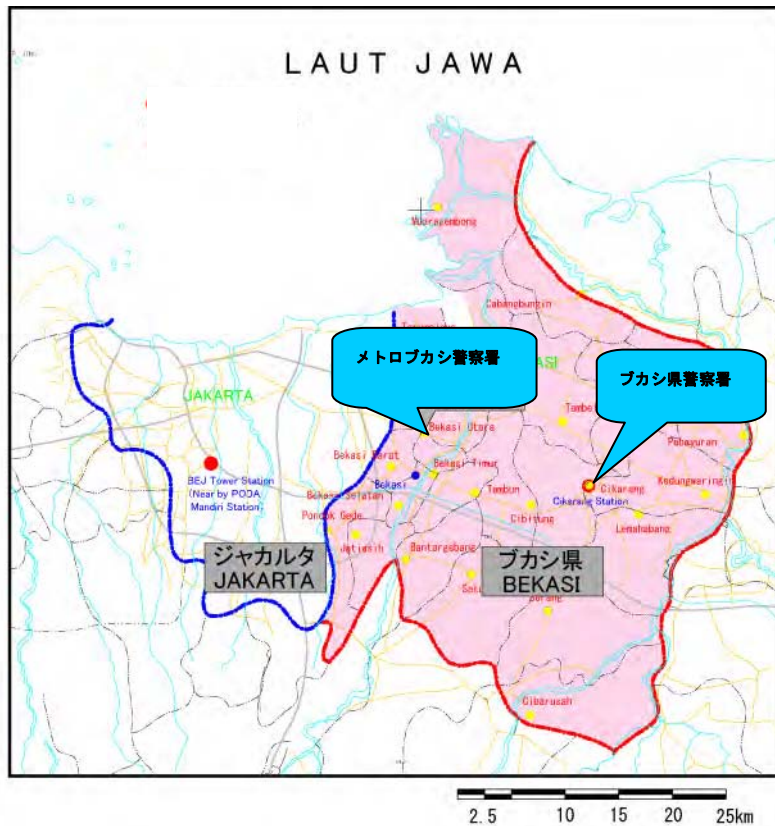 LAUT JAWA
Muaragembong
Cabangbungin
メトロブカシ警察署
ブカシ県警察署
JAKARTA
Bekasi Utara
Pabayuran
Bekasi Barat
Bekasi Timur
BEJ Tower Station
(Near by PODA
Mandiri Station)
Bekasi
Tambun
Cikarang
Kedungwaringin
Cikarang Station
Bekasi Selatan
Cibitung
Lemahabang
Pondok Gede
Jatiasih
Bantargebang
ジャカルタ
JAKARTA
ブカシ県
BEKASI
Cibarusah
2.5 10 15 20 25km